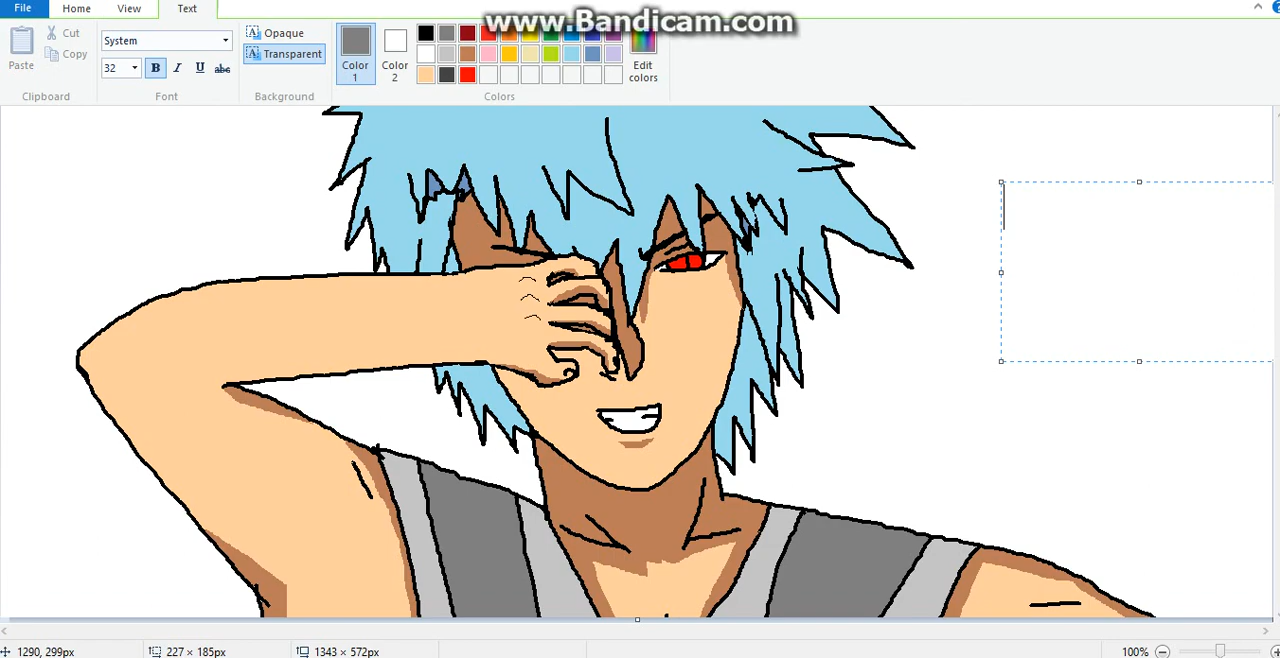 www.Bandicam.com
File
Home
View
Text
Paste
Cut
Copy
Clipboard
System
32
B
I
U
abc
Font
Opaque
Transparent
Background
Color
1
Color
2
Edit
colors
Colors
1290, 299px
227 × 185px
1343 × 572px
100%